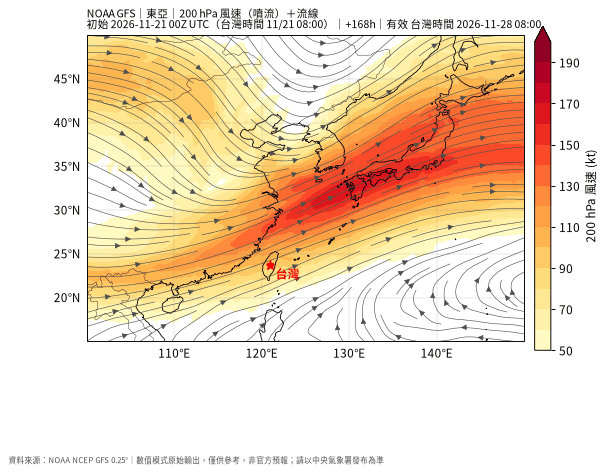 NOAA GFS｜東亞｜200 hPa 風速（噴流）＋流線
初始 2026-11-21 00Z UTC（台灣時間 11/21 08:00）｜+168h｜有效 台灣時間 2026-11-28 08:00
45°N
40°N
35°N
30°N
25°N
20°N
110°E
120°E
130°E
140°E
台灣
190
170
150
130
110
90
70
50
200 hPa 風速 (kt)
資料來源：NOAA NCEP GFS 0.25°｜數值模式原始輸出，僅供參考，非官方預報；請以中央氣象署發布為準